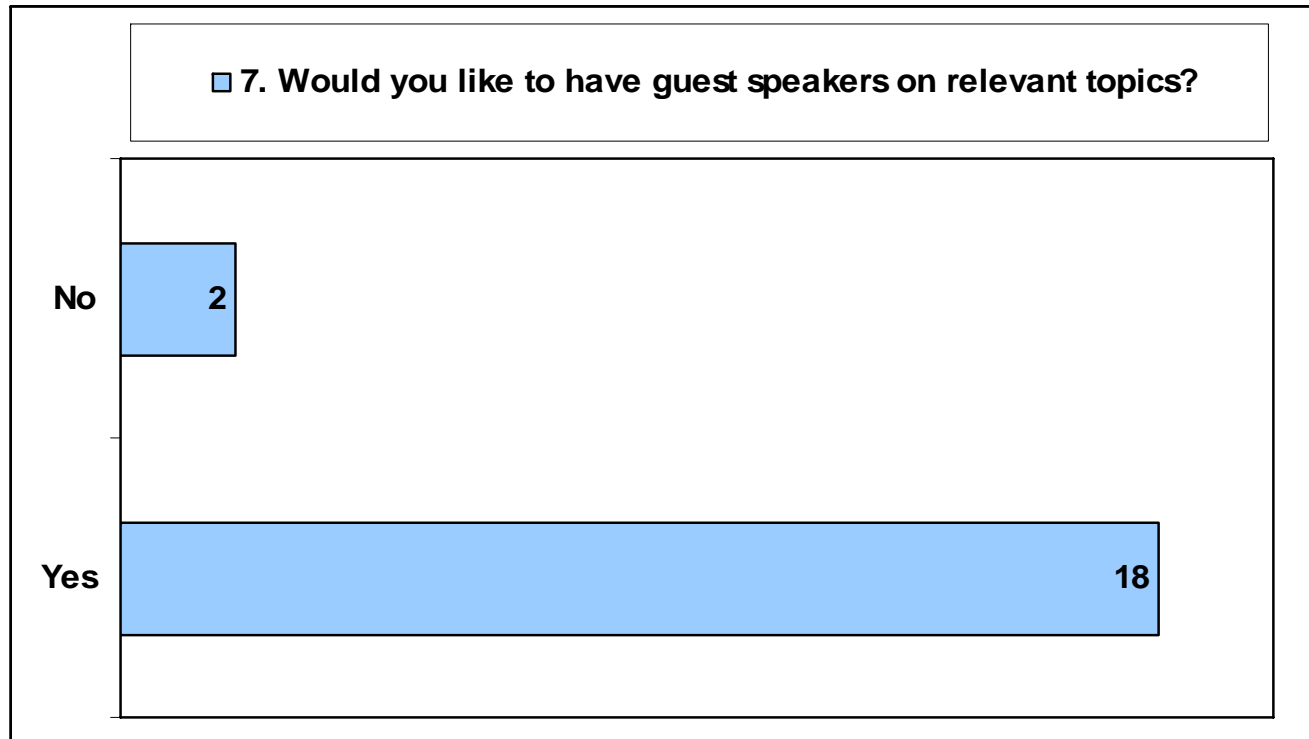 7. Would you like to have guest speakers on relevant topics?
No
2
Yes
18